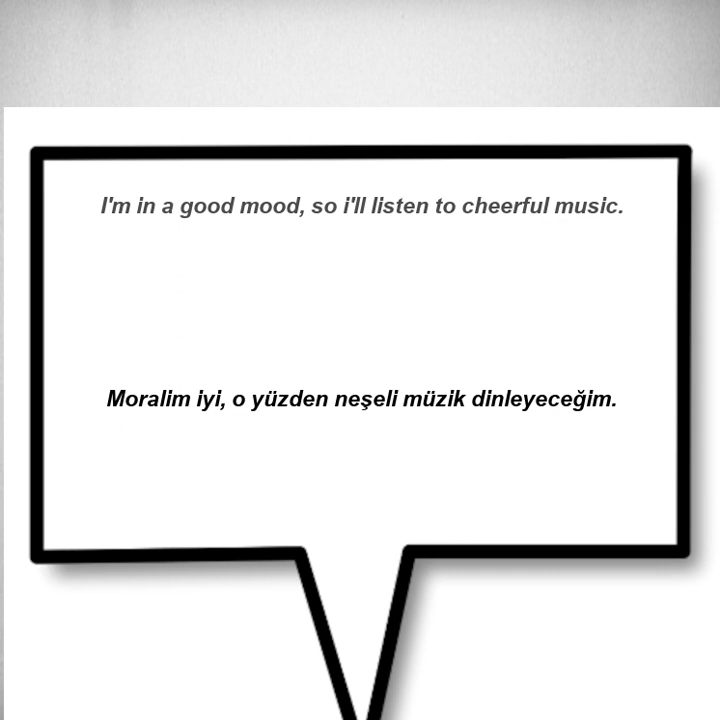 I'm in a good mood, so i'll listen to cheerful music.
Moralim iyi, o yüzden neşeli müzik dinleyeceğim.